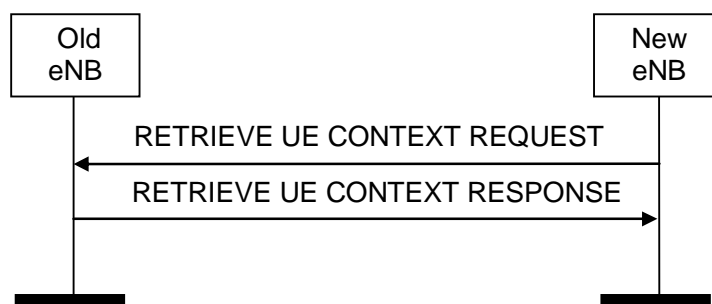 Old
eNB
New
eNB
RETRIEVE UE CONTEXT REQUEST
RETRIEVE UE CONTEXT RESPONSE